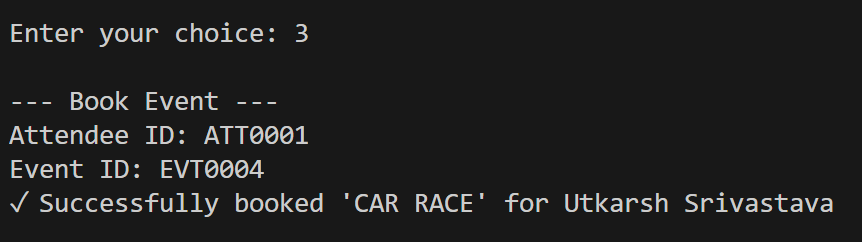 Enter your choice: 3
--- Book Event ---
Attendee ID: ATT0001
Event ID: EVT0004
✓ Successfully booked 'CAR RACE' for Utkarsh Srivastava